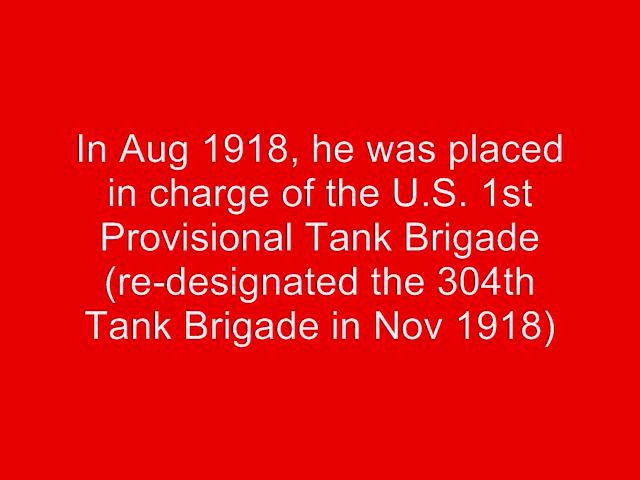 In Aug 1918, he was placed
in charge of the U.S. 1st
Provisional Tank Brigade
(re-designated the 304th
Tank Brigade in Nov 1918)